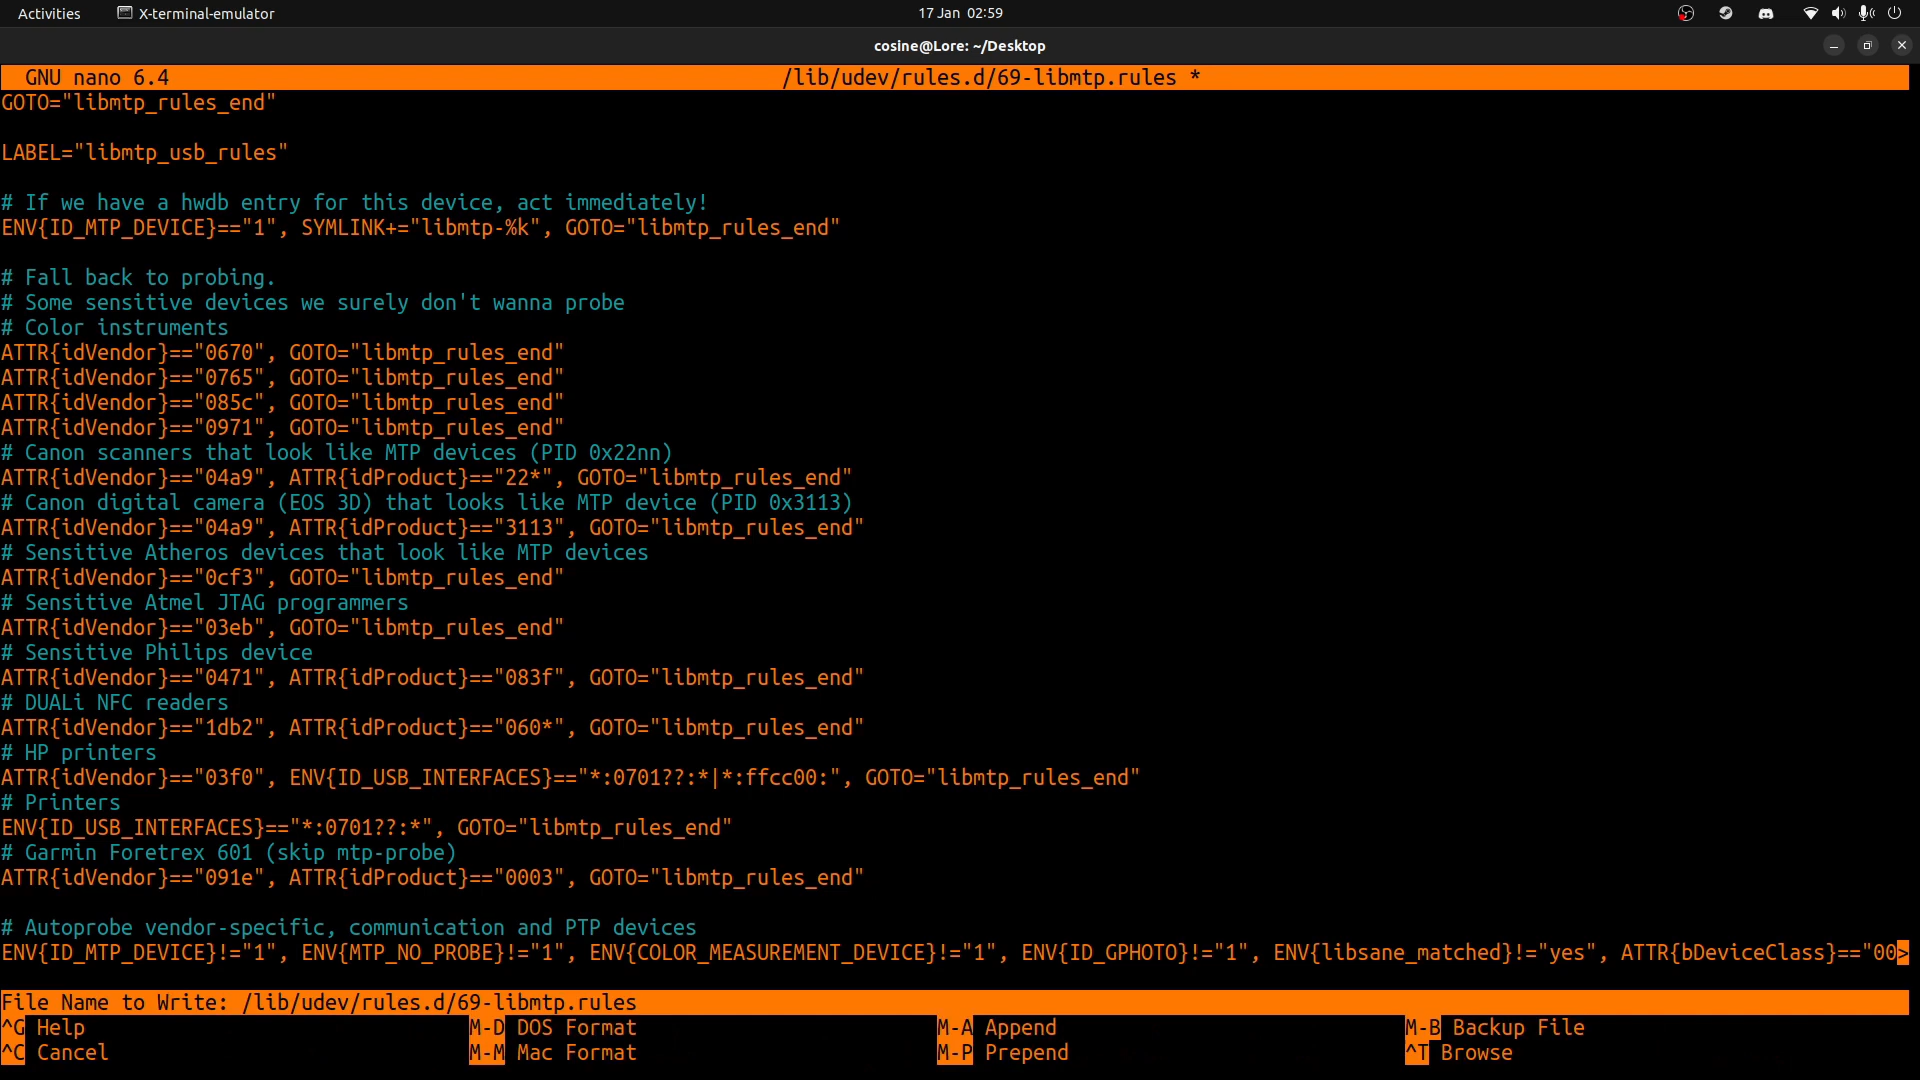 Activities X-terminal-emulator 17 Jan 02:59
cosine@Lore: ~/Desktop
GNU nano 6.4 /lib/udev/rules.d/69-libmtp.rules *
GOTO="libmtp_rules_end"
LABEL="libmtp_usb_rules"
# If we have a hwdb entry for this device, act immediately!
ENV{ID_MTP_DEVICE}=="1", SYMLINK+="libmtp-%k", GOTO="libmtp_rules_end"
# Fall back to probing.
# Some sensitive devices we surely don't wanna probe
# Color instruments
ATTR{idVendor}=="0670", GOTO="libmtp_rules_end"
ATTR{idVendor}=="0765", GOTO="libmtp_rules_end"
ATTR{idVendor}=="085c", GOTO="libmtp_rules_end"
ATTR{idVendor}=="0971", GOTO="libmtp_rules_end"
# Canon scanners that look like MTP devices (PID 0x22nn)
ATTR{idVendor}=="04a9", ATTR{idProduct}=="22*", GOTO="libmtp_rules_end"
# Canon digital camera (EOS 3D) that looks like MTP device (PID 0x3113)
ATTR{idVendor}=="04a9", ATTR{idProduct}=="3113", GOTO="libmtp_rules_end"
# Sensitive Atheros devices that look like MTP devices
ATTR{idVendor}=="0cf3", GOTO="libmtp_rules_end"
# Sensitive Atmel JTAG programmers
ATTR{idVendor}=="03eb", GOTO="libmtp_rules_end"
# Sensitive Philips device
ATTR{idVendor}=="0471", ATTR{idProduct}=="083f", GOTO="libmtp_rules_end"
# DUALi NFC readers
ATTR{idVendor}=="1db2", ATTR{idProduct}=="060*", GOTO="libmtp_rules_end"
# HP printers
ATTR{idVendor}=="03f0", ENV{ID_USB_INTERFACES}=="*:0701??:*|*:ffcc00:", GOTO="libmtp_rules_end"
# Printers
ENV{ID_USB_INTERFACES}=="*:0701??:*", GOTO="libmtp_rules_end"
# Garmin Foretrex 601 (skip mtp-probe)
ATTR{idVendor}=="091e", ATTR{idProduct}=="0003", GOTO="libmtp_rules_end"
# Autoprobe vendor-specific, communication and PTP devices
ENV{ID_MTP_DEVICE}!="1", ENV{MTP_NO_PROBE}!="1", ENV{COLOR_MEASUREMENT_DEVICE}!="1", ENV{ID_GPHOTO}!="1", ENV{libsane_matched}!="yes", ATTR{bDeviceClass}=="00>
File Name to Write: /lib/udev/rules.d/69-libmtp.rules
^G Help M-D DOS Format M-A Append M-B Backup File
^C Cancel M-M Mac Format M-P Prepend ^T Browse